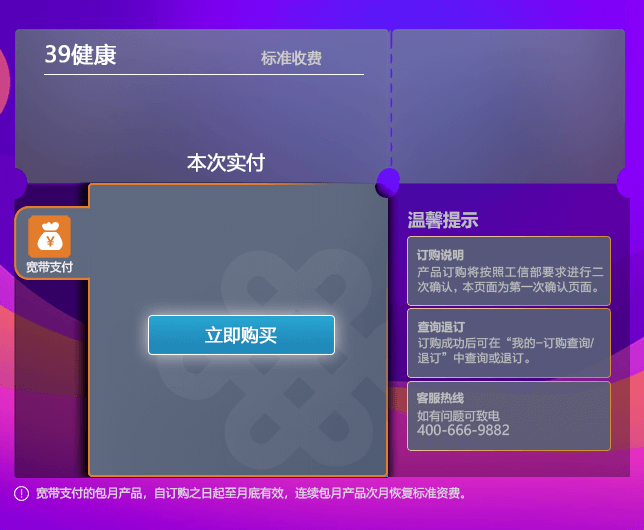 39健康
标准收费
本次实付
¥
宽带支付
立即购买
温馨提示
订购说明
产品订购将按照工信部要求进行二
次确认，本页面为第一次确认页面。
查询退订
订购成功后可在“我的-订购查询/
退订”中查询或退订。
客服热线
如有问题可致电
400-666-9882
! 宽带支付的包月产品，自订购之日起至月底有效，连续包月产品次月恢复标准资费。